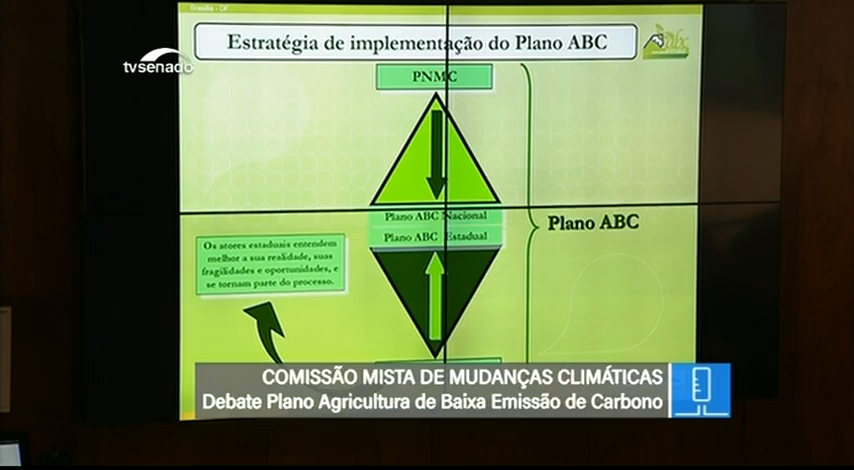 Brasília - DF
Estratégia de implementação do Plano ABC
abc
tvsenado
PNMC
Plano ABC Nacional
Plano ABC Estadual
Plano ABC
Os atores estaduais entendem
melhor a sua realidade, suas
fragilidades e oportunidades, e
se tornam parte do processo.
COMISSÃO MISTA DE MUDANÇAS CLIMÁTICAS
Debate Plano Agricultura de Baixa Emissão de Carbono